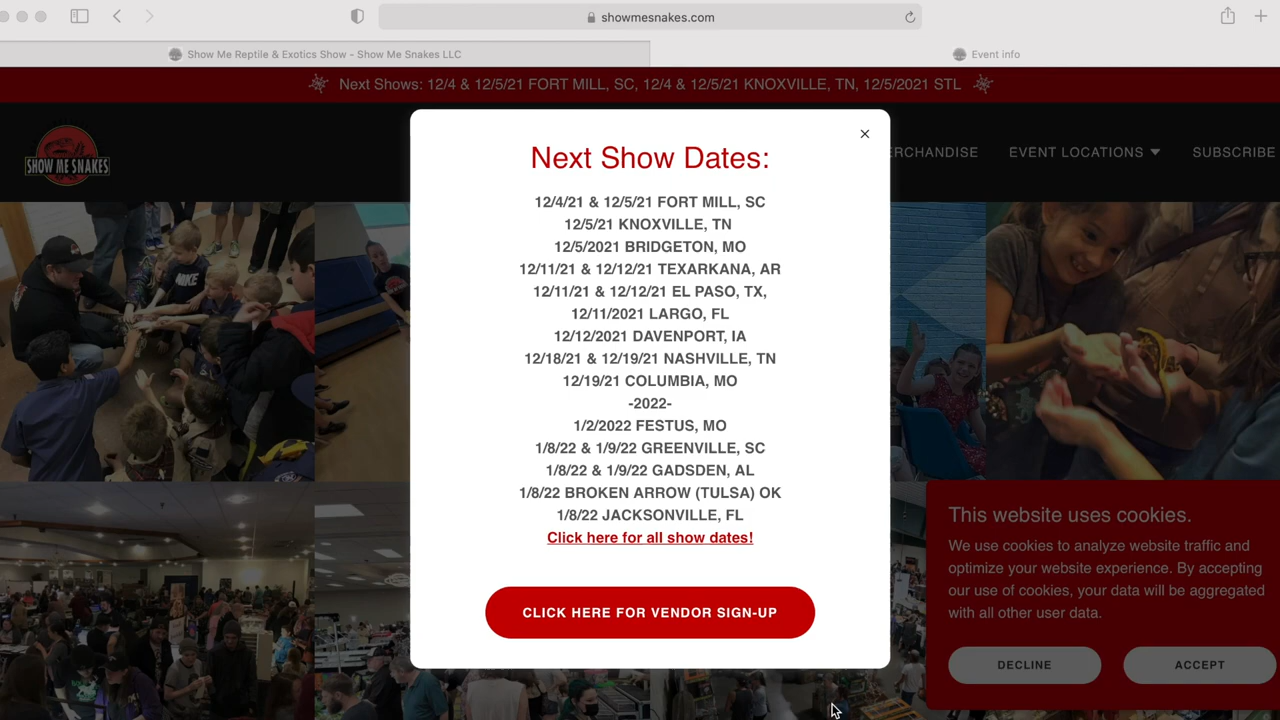 showmesnakes.com
Show Me Reptile & Exotics Show - Show Me Snakes LLC
Event info
Next Shows: 12/4 & 12/5/21 FORT MILL, SC, 12/4 & 12/5/21 KNOXVILLE, TN, 12/5/2021 STL
SHOW ME SNAKES
ERCHANDISE
EVENT LOCATIONS
SUBSCRIBE
Next Show Dates:
12/4/21 & 12/5/21 FORT MILL, SC
12/5/21 KNOXVILLE, TN
12/5/2021 BRIDGETON, MO
12/11/21 & 12/12/21 TEXARKANA, AR
12/11/21 & 12/12/21 EL PASO, TX,
12/11/2021 LARGO, FL
12/12/2021 DAVENPORT, IA
12/18/21 & 12/19/21 NASHVILLE, TN
12/19/21 COLUMBIA, MO
-2022-
1/2/2022 FESTUS, MO
1/8/22 & 1/9/22 GREENVILLE, SC
1/8/22 & 1/9/22 GADSDEN, AL
1/8/22 BROKEN ARROW (TULSA) OK
1/8/22 JACKSONVILLE, FL
Click here for all show dates!
CLICK HERE FOR VENDOR SIGN-UP
NIKE
This website uses cookies.
We use cookies to analyze website traffic and
optimize your website experience. By accepting
our use of cookies, your data will be aggregated
with all other user data.
DECLINE
ACCEPT